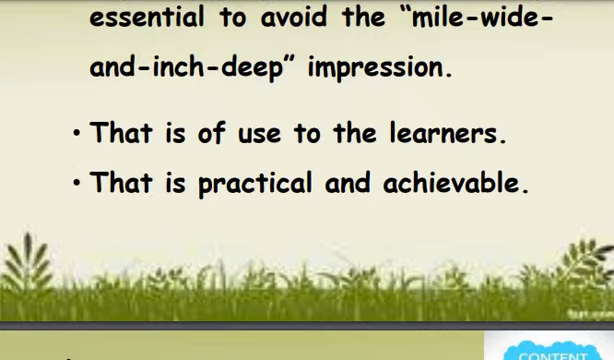 essential to avoid the “mile-wide-
and-inch-deep” impression.
• That is of use to the learners.
• That is practical and achievable.
CONTENT